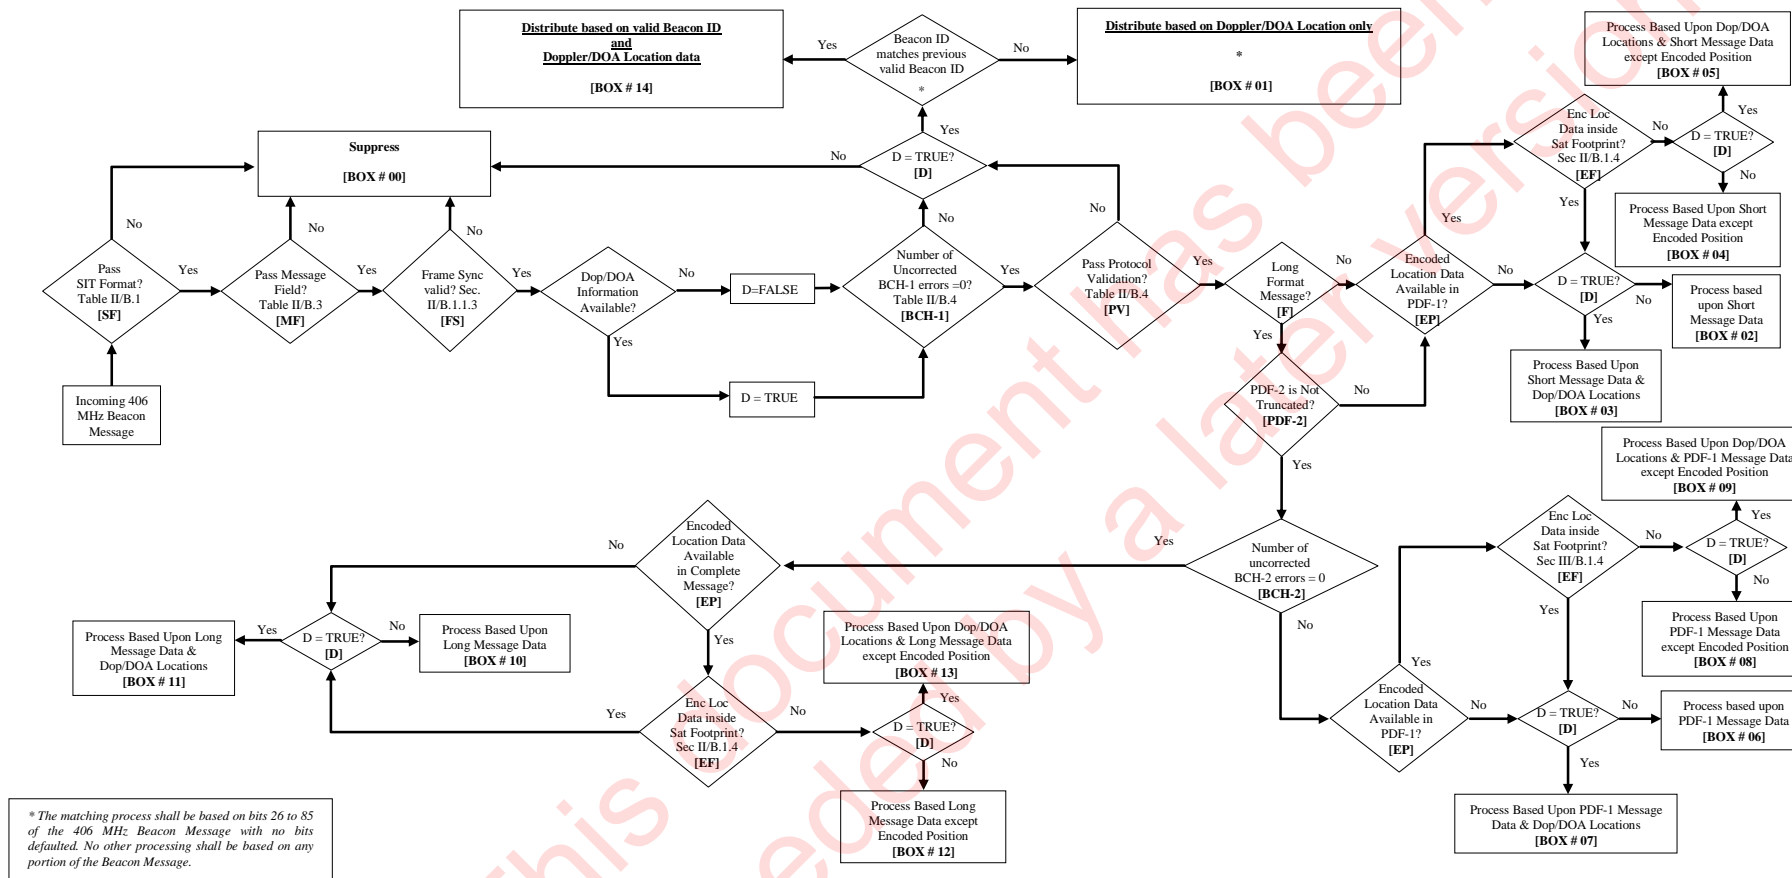 Distribute based on valid Beacon ID
and
Doppler/DOA Location data
[BOX # 14]
Yes
Beacon ID
matches previous
valid Beacon ID
*
No
Distribute based on Doppler/DOA Location only
*
[BOX # 01]
Process Based Upon Dop/DOA
Locations & Short Message Data
except Encoded Position
[BOX # 05]
Yes
Enc Loc
Data inside
Sat Footprint?
Sec II/B.1.4
[EF]
No
D = TRUE?
[D]
No
Yes
Process Based Upon Short
Message Data except
Encoded Position
[BOX # 04]
Suppress
[BOX # 00]
Yes
No
D = TRUE?
[D]
No
No
No
No
No
Yes
Pass
SIT Format?
Table II/B.1
[SF]
Yes
Pass Message
Field?
Table II/B.3
[MF]
Yes
Frame Sync
valid? Sec.
II/B.1.1.3
[FS]
Yes
Dop/DOA
Information
Available?
No
Yes
D=FALSE
D = TRUE
Number of
Uncorrected
BCH-1 errors =0?
Table II/B.4
[BCH-1]
Yes
Pass Protocol
Validation?
Table II/B.4
[PV]
Yes
Long
Format
Message?
[F]
No
Yes
Encoded
Location Data
Available in
PDF-1?
[EP]
No
D = TRUE?
[D]
No
Yes
Process based
upon Short
Message Data
[BOX # 02]
Process Based Upon
Short Message Data &
Dop/DOA Locations
[BOX # 03]
Incoming 406
MHz Beacon
Message
PDF-2 is Not
Truncated?
[PDF-2]
No
Yes
Process Based Upon Dop/DOA
Locations & PDF-1 Message Data
except Encoded Position
[BOX # 09]
Yes
Enc Loc
Data inside
Sat Footprint?
Sec III/B.1.4
[EF]
No
D = TRUE?
[D]
No
Yes
Process Based Upon
PDF-1 Message Data
except Encoded Position
[BOX # 08]
Number of
uncorrected
BCH-2 errors = 0
[BCH-2]
Yes
No
Encoded
Location Data
Available in
Complete
Message?
[EP]
No
Yes
Process Based Upon Long
Message Data &
Dop/DOA Locations
[BOX # 11]
Yes
D = TRUE?
[D]
No
Process Based Upon
Long Message Data
[BOX # 10]
Process Based Upon Dop/DOA
Locations & Long Message Data
except Encoded Position
[BOX # 13]
Yes
Yes
Enc Loc
Data inside
Sat Footprint?
Sec II/B.1.4
[EF]
No
D = TRUE?
[D]
No
Process Based Long
Message Data except
Encoded Position
[BOX # 12]
Yes
Encoded
Location Data
Available in
PDF-1?
[EP]
No
D = TRUE?
[D]
No
Yes
Process based upon
PDF-1 Message Data
[BOX # 06]
Process Based Upon PDF-1 Message
Data & Dop/DOA Locations
[BOX # 07]
* The matching process shall be based on bits 26 to 85
of the 406 MHz Beacon Message with no bits
defaulted. No other processing shall be based on any
portion of the Beacon Message.
This document has been
by a later version